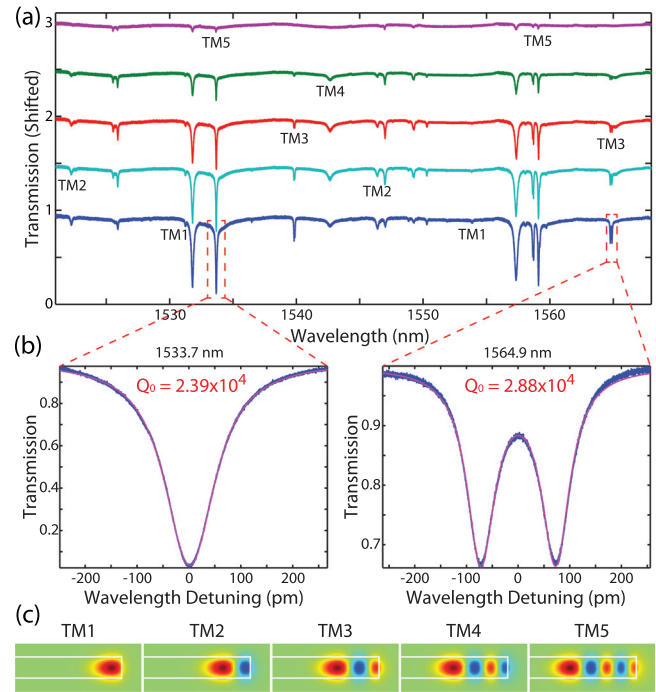 (a)
3
TM5
TM5
TM4
2
TM3
TM3
TM2
TM2
1
TM1
TM1
0
Transmission (Shifted)
1530
1540
1550
1560
Wavelength (nm)
(b)
1533.7 nm
1564.9 nm
Q₀ = 2.39x10⁴
Q₀ = 2.88x10⁴
Transmission
0.8
0.6
0.4
0.2
Transmission
0.9
0.8
0.7
-200
-100
0
100
200
-200
-100
0
100
200
Wavelength Detuning (pm)
Wavelength Detuning (pm)
(c)
TM1
TM2
TM3
TM4
TM5